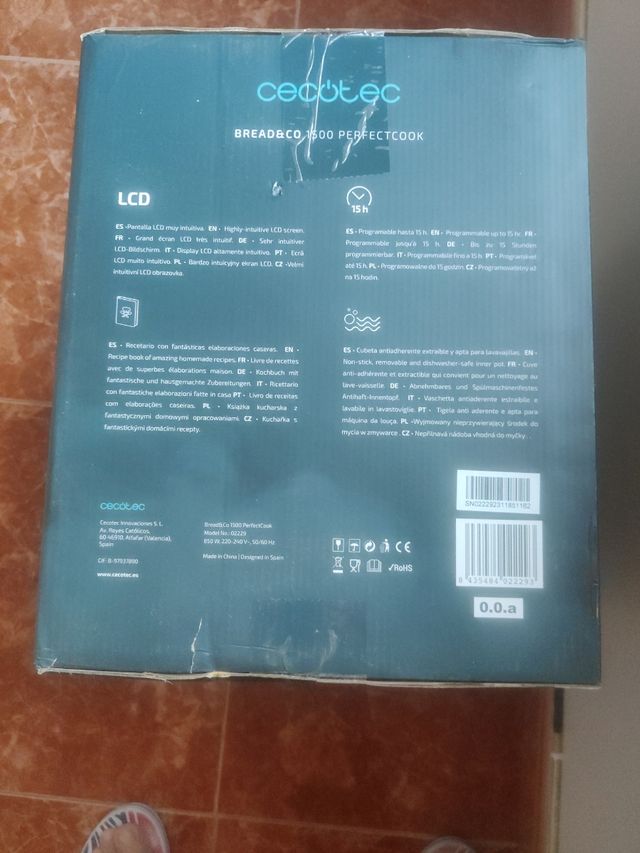 cecotec
BREAD&CO 1500 PERFECTCOOK
LCD
ES •Pantalla LCD muy intuitiva. EN • Highly-intuitive LCD screen.
FR • Grand écran LCD très intuitif. DE • Sehr intuitiver
LCD-Bildschirm. IT • Display LCD altamente intuitivo. PT • Ecrã
LCD muito intuitivo. PL • Bardzo intuicyjny ekran LCD. CZ •Velmi
intuitivní LCD obrazovka.
15 h
ES • Programable hasta 15 h. EN • Programmable up to 15 hr. FR •
Programmable jusqu'à 15 h. DE • Bis zu 15 Stunden
programmierbar. IT • Programmabile fino a 15 h. PT • Programável
até 15 h. PL • Programowalne do 15 godzin. CZ • Programovatelný až
na 15 hodin.
ES • Recetario con fantásticas elaboraciones caseras. EN •
Recipe book of amazing homemade recipes. FR • Livre de recettes
avec de superbes élaborations maison. DE • Kochbuch mit
fantastische und hausgemachte Zubereitungen. IT • Ricettario
con fantastiche elaborazioni fatte in casa PT • Livro de receitas
com elaborações caseiras. PL • Książka kucharska z
fantastycznymi domowymi opracowaniami. CZ • Kuchařka s
fantastickými domácími recepty.
ES • Cubeta antiadherente extraíble y apta para lavavajillas. EN •
Non-stick, removable and dishwasher-safe inner pot. FR • Cuve
anti-adhérente et extractible qui convient pour un nettoyage au
lave-vaisselle. DE • Abnehmbares und Spülmaschinenfestes
Antihaft-Innentopf. IT • Vaschetta antiaderente estraibile e
lavabile in lavastoviglie. PT • Tigela anti aderente e apta para
máquina da louça. PL •Wyjmowany nieprzywierający środek do
mycia w zmywarce . CZ • Nepřilnavá nádoba vhodná do myčky .
cecotec
Cecotec Innovaciones S. L.
Av. Reyes Católicos,
60 46910, Alfafar (Valencia),
Spain
CIF: B-97937890
www.cecotec.es
Bread&Co 1500 PerfectCook
Model No.: 02229
850 W, 220-240 V~, 50/60 Hz
Made in China | Designed in Spain
CE
✓RoHS
SN022292311851162
8 435484 022293
0.0.a